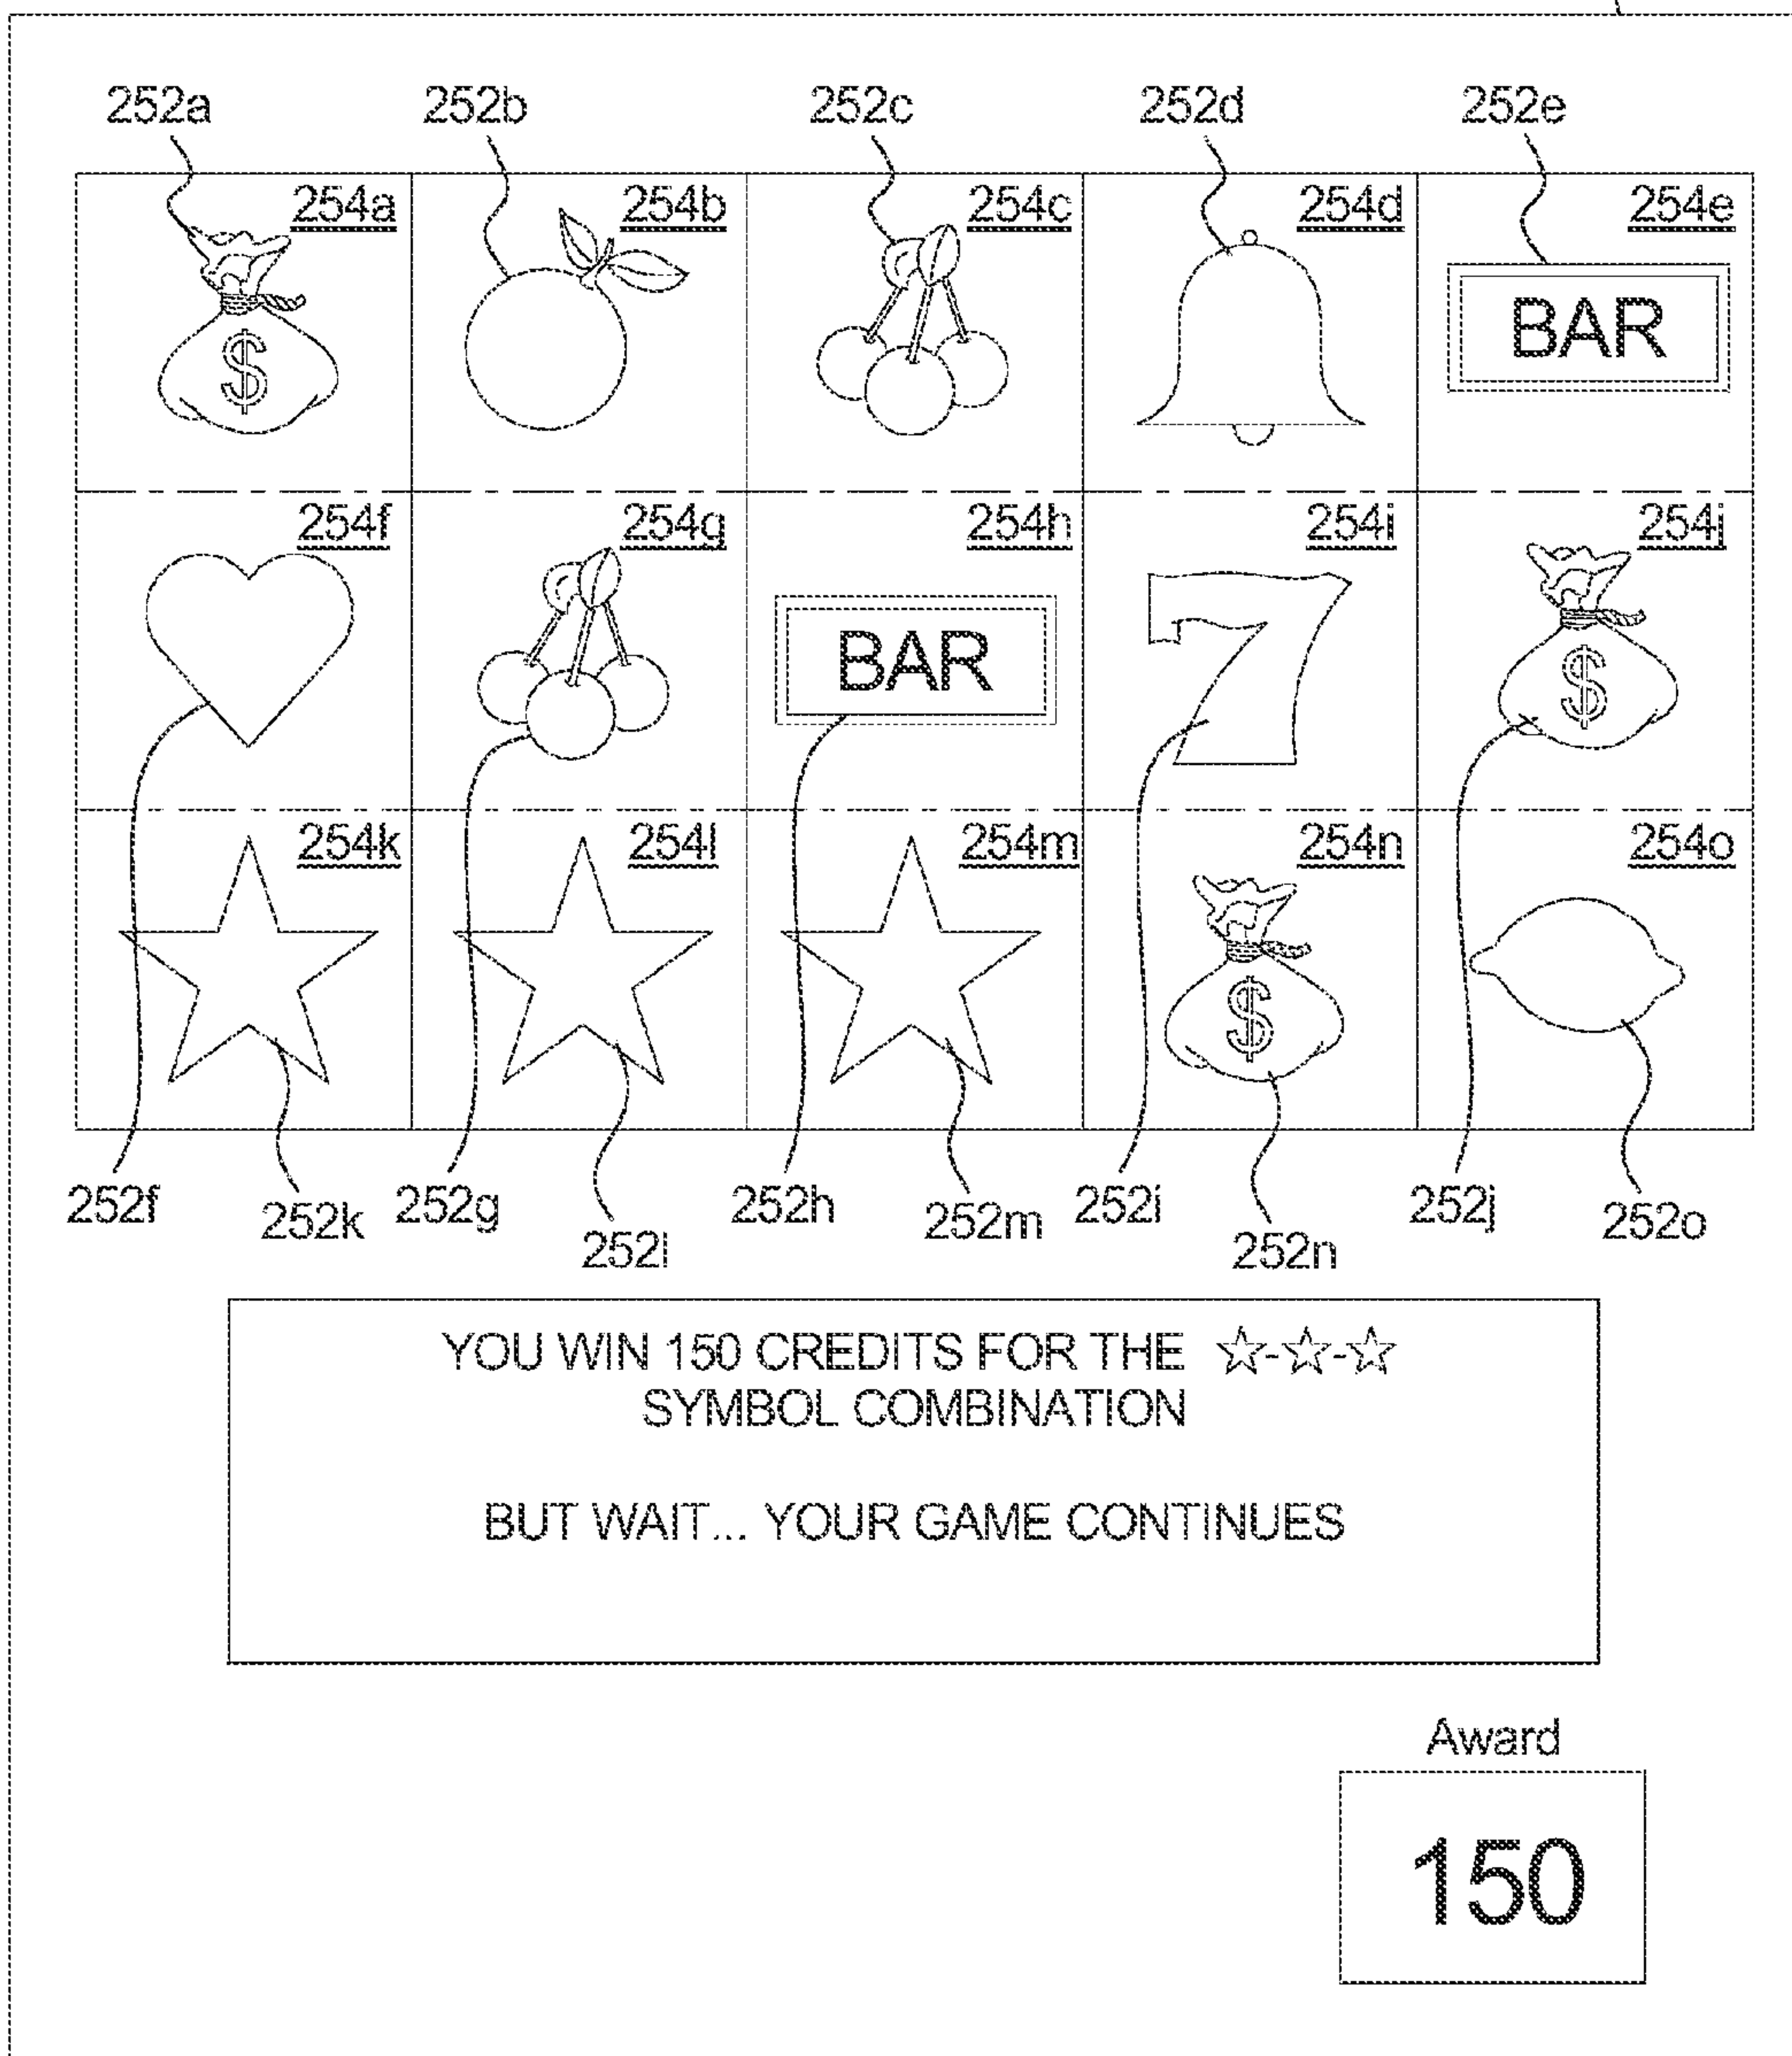 252a 252b 252c 252d 252e
254a 254b 254c 254d 254e
$ BAR
254f 254g 254h 254i 254j
BAR 7 $
254k 254l 254m 254n 254o
$
252f 252k 252g 252l 252h 252m 252i 252n 252j 252o
YOU WIN 150 CREDITS FOR THE ☆-☆-☆
SYMBOL COMBINATION
BUT WAIT... YOUR GAME CONTINUES
Award
150